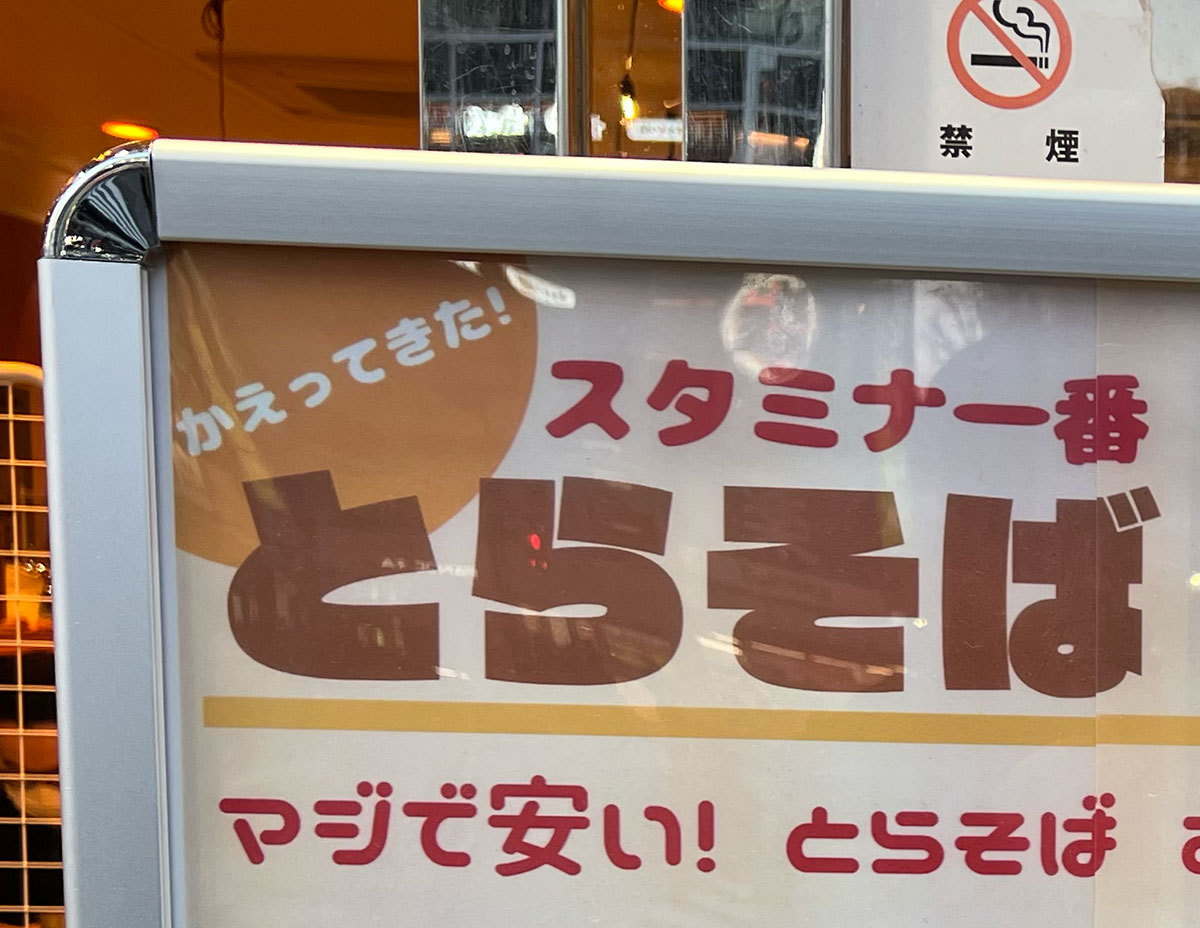 禁 煙
かえってきた!
スタミナ一番
とらそば
マジで安い! とらそば